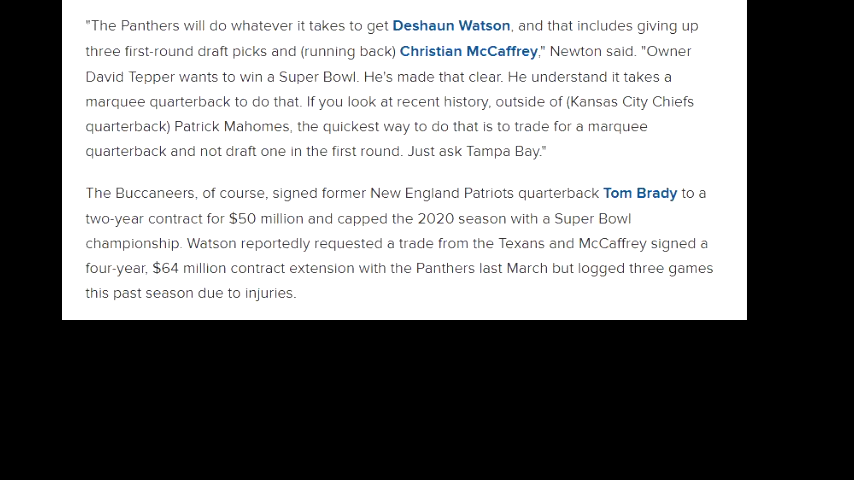 "The Panthers will do whatever it takes to get Deshaun Watson, and that includes giving up
three first-round draft picks and (running back) Christian McCaffrey," Newton said. "Owner
David Tepper wants to win a Super Bowl. He's made that clear. He understand it takes a
marquee quarterback to do that. If you look at recent history, outside of (Kansas City Chiefs
quarterback) Patrick Mahomes, the quickest way to do that is to trade for a marquee
quarterback and not draft one in the first round. Just ask Tampa Bay."
The Buccaneers, of course, signed former New England Patriots quarterback Tom Brady to a
two-year contract for $50 million and capped the 2020 season with a Super Bowl
championship. Watson reportedly requested a trade from the Texans and McCaffrey signed a
four-year, $64 million contract extension with the Panthers last March but logged three games
this past season due to injuries.